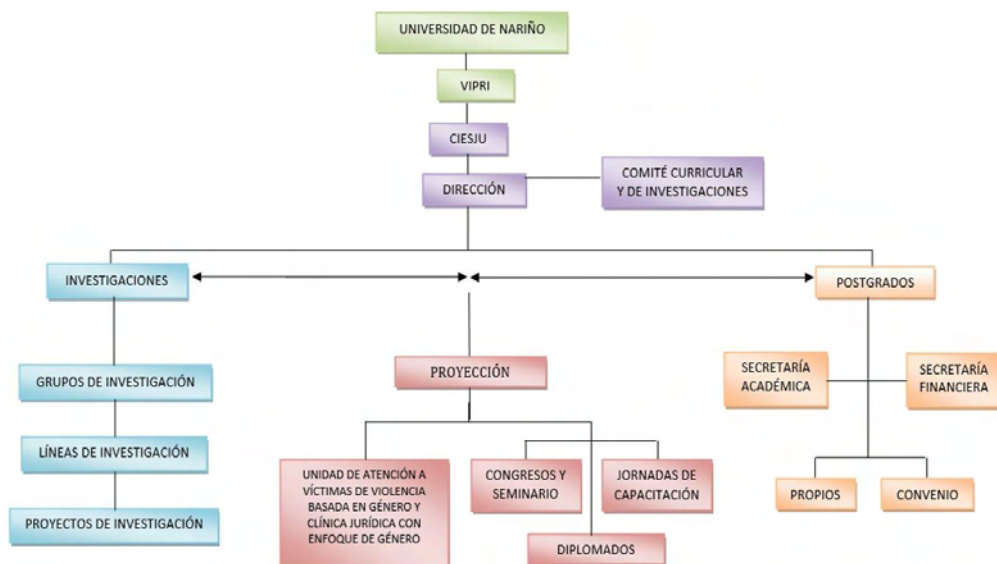 UNIVERSIDAD DE NARIÑO
VIPRI
CIESJU
DIRECCIÓN
COMITÉ CURRICULAR
Y DE INVESTIGACIONES
INVESTIGACIONES
POSTGRADOS
GRUPOS DE INVESTIGACIÓN
LÍNEAS DE INVESTIGACIÓN
PROYECTOS DE INVESTIGACIÓN
PROYECCIÓN
UNIDAD DE ATENCIÓN A
VÍCTIMAS DE VIOLENCIA
BASADA EN GÉNERO Y
CLÍNICA JURÍDICA CON
ENFOQUE DE GÉNERO
CONGRESOS Y
SEMINARIO
JORNADAS DE
CAPACITACIÓN
DIPLOMADOS
SECRETARÍA
ACADÉMICA
SECRETARÍA
FINANCIERA
PROPIOS
CONVENIO